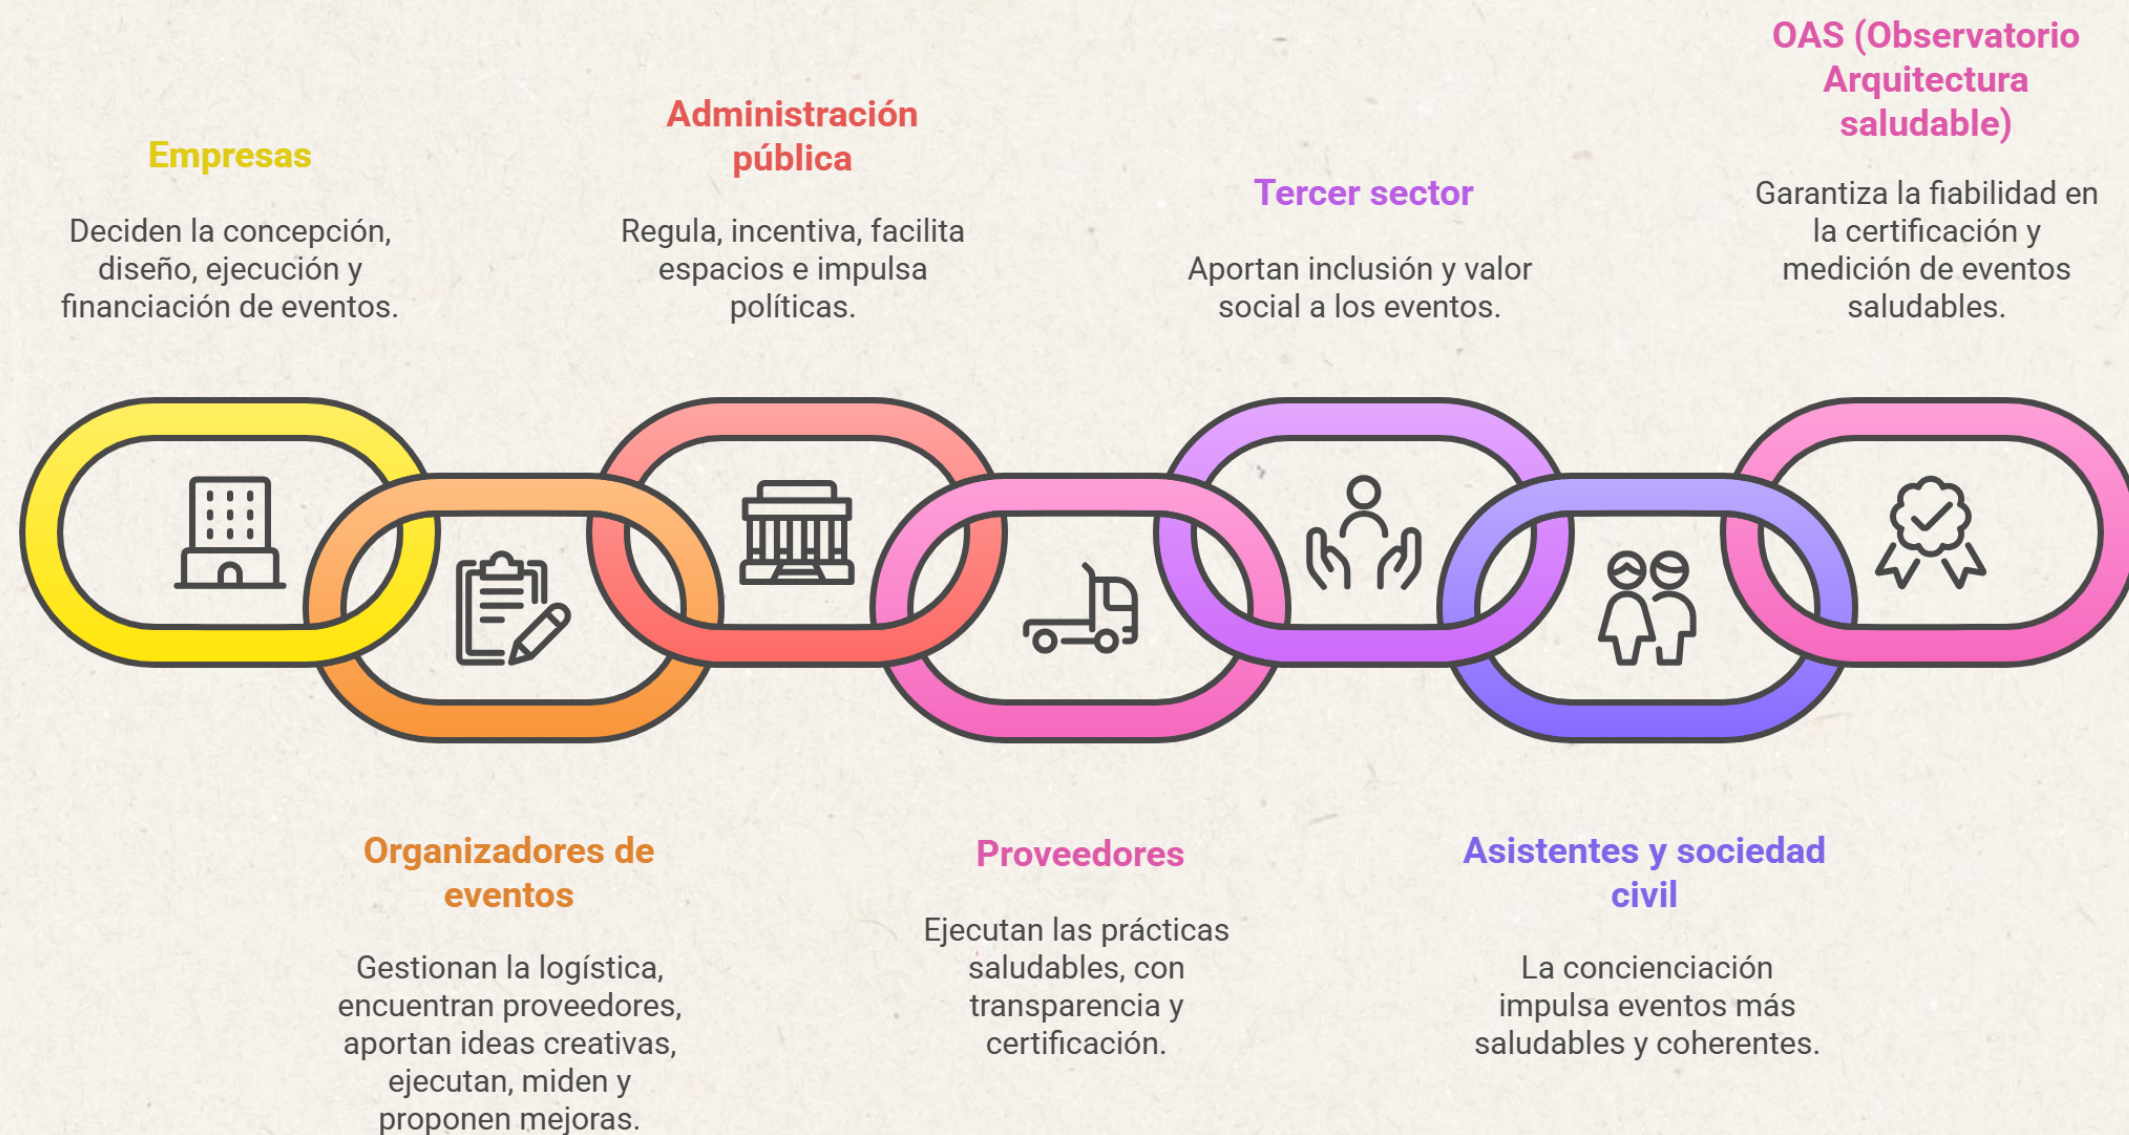 Empresas
Deciden la concepción,
diseño, ejecución y
financiación de eventos.
Organizadores de
eventos
Gestionan la logística,
encuentran proveedores,
aportan ideas creativas,
ejecutan, miden y
proponen mejoras.
Administración
pública
Regula, incentiva, facilita
espacios e impulsa
políticas.
Proveedores
Ejecutan las prácticas
saludables, con
transparencia y
certificación.
Tercer sector
Aportan inclusión y valor
social a los eventos.
Asistentes y sociedad
civil
La concienciación
impulsa eventos más
saludables y coherentes.
OAS (Observatorio
Arquitectura
saludable)
Garantiza la fiabilidad en
la certificación y
medición de eventos
saludables.